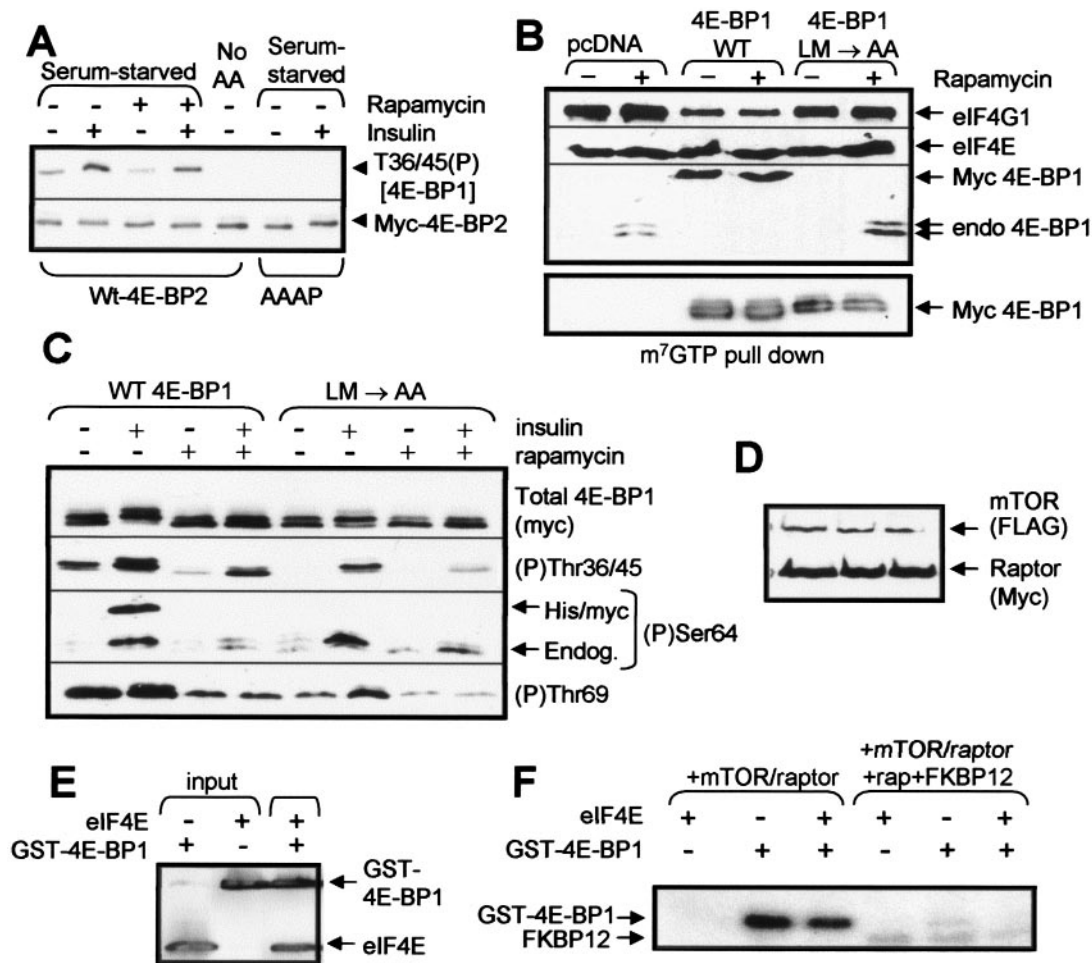 A
No
AA
Serum-starved
Serum-
starved
- - + + - - - Rapamycin
- + - + - - + Insulin
T36/45(P)
[4E-BP1]
Myc-4E-BP2
Wt-4E-BP2
AAAP
B
pcDNA
4E-BP1
WT
4E-BP1
LM → AA
- + - + - + Rapamycin
eIF4G1
eIF4E
Myc 4E-BP1
endo 4E-BP1
Myc 4E-BP1
m⁷GTP pull down
C
WT 4E-BP1
LM → AA
- + - + - + - + insulin
- - + + - - + + rapamycin
Total 4E-BP1
(myc)
(P)Thr36/45
His/myc
Endog.
(P)Ser64
(P)Thr69
D
mTOR
(FLAG)
Raptor
(Myc)
E
input
eIF4E - + +
GST-4E-BP1 + - +
GST-
4E-BP1
eIF4E
F
+mTOR/raptor
+mTOR/raptor
+rap+FKBP12
eIF4E + - + + - +
GST-4E-BP1 - + + - + +
GST-4E-BP1
FKBP12